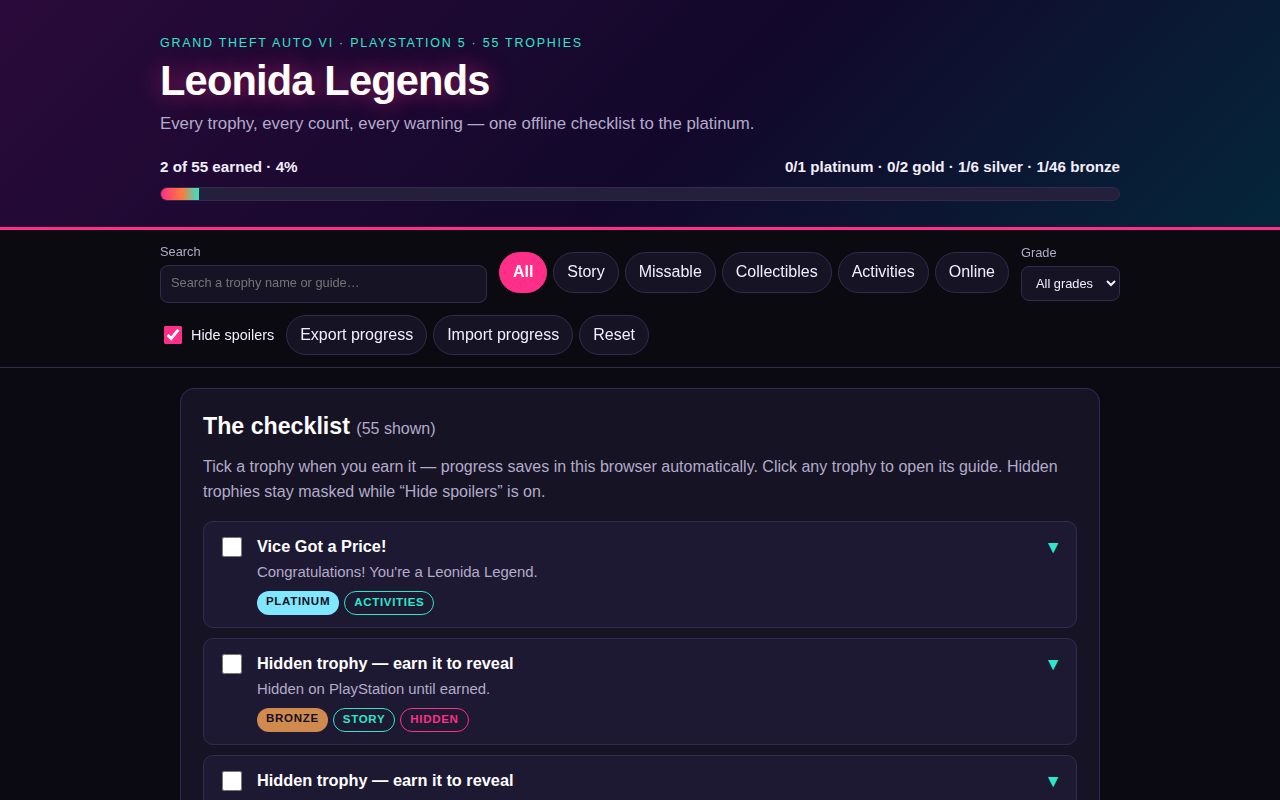 GRAND THEFT AUTO VI · PLAYSTATION 5 · 55 TROPHIES
Leonida Legends
Every trophy, every count, every warning — one offline checklist to the platinum.
2 of 55 earned · 4%
0/1 platinum · 0/2 gold · 1/6 silver · 1/46 bronze
Search
Search a trophy name or guide…
All
Story
Missable
Collectibles
Activities
Online
Grade
All grades
Hide spoilers
Export progress
Import progress
Reset
The checklist (55 shown)
Tick a trophy when you earn it — progress saves in this browser automatically. Click any trophy to open its guide. Hidden
trophies stay masked while “Hide spoilers” is on.
Vice Got a Price!
Congratulations! You're a Leonida Legend.
PLATINUM
ACTIVITIES
Hidden trophy — earn it to reveal
Hidden on PlayStation until earned.
BRONZE
STORY
HIDDEN
Hidden trophy — earn it to reveal